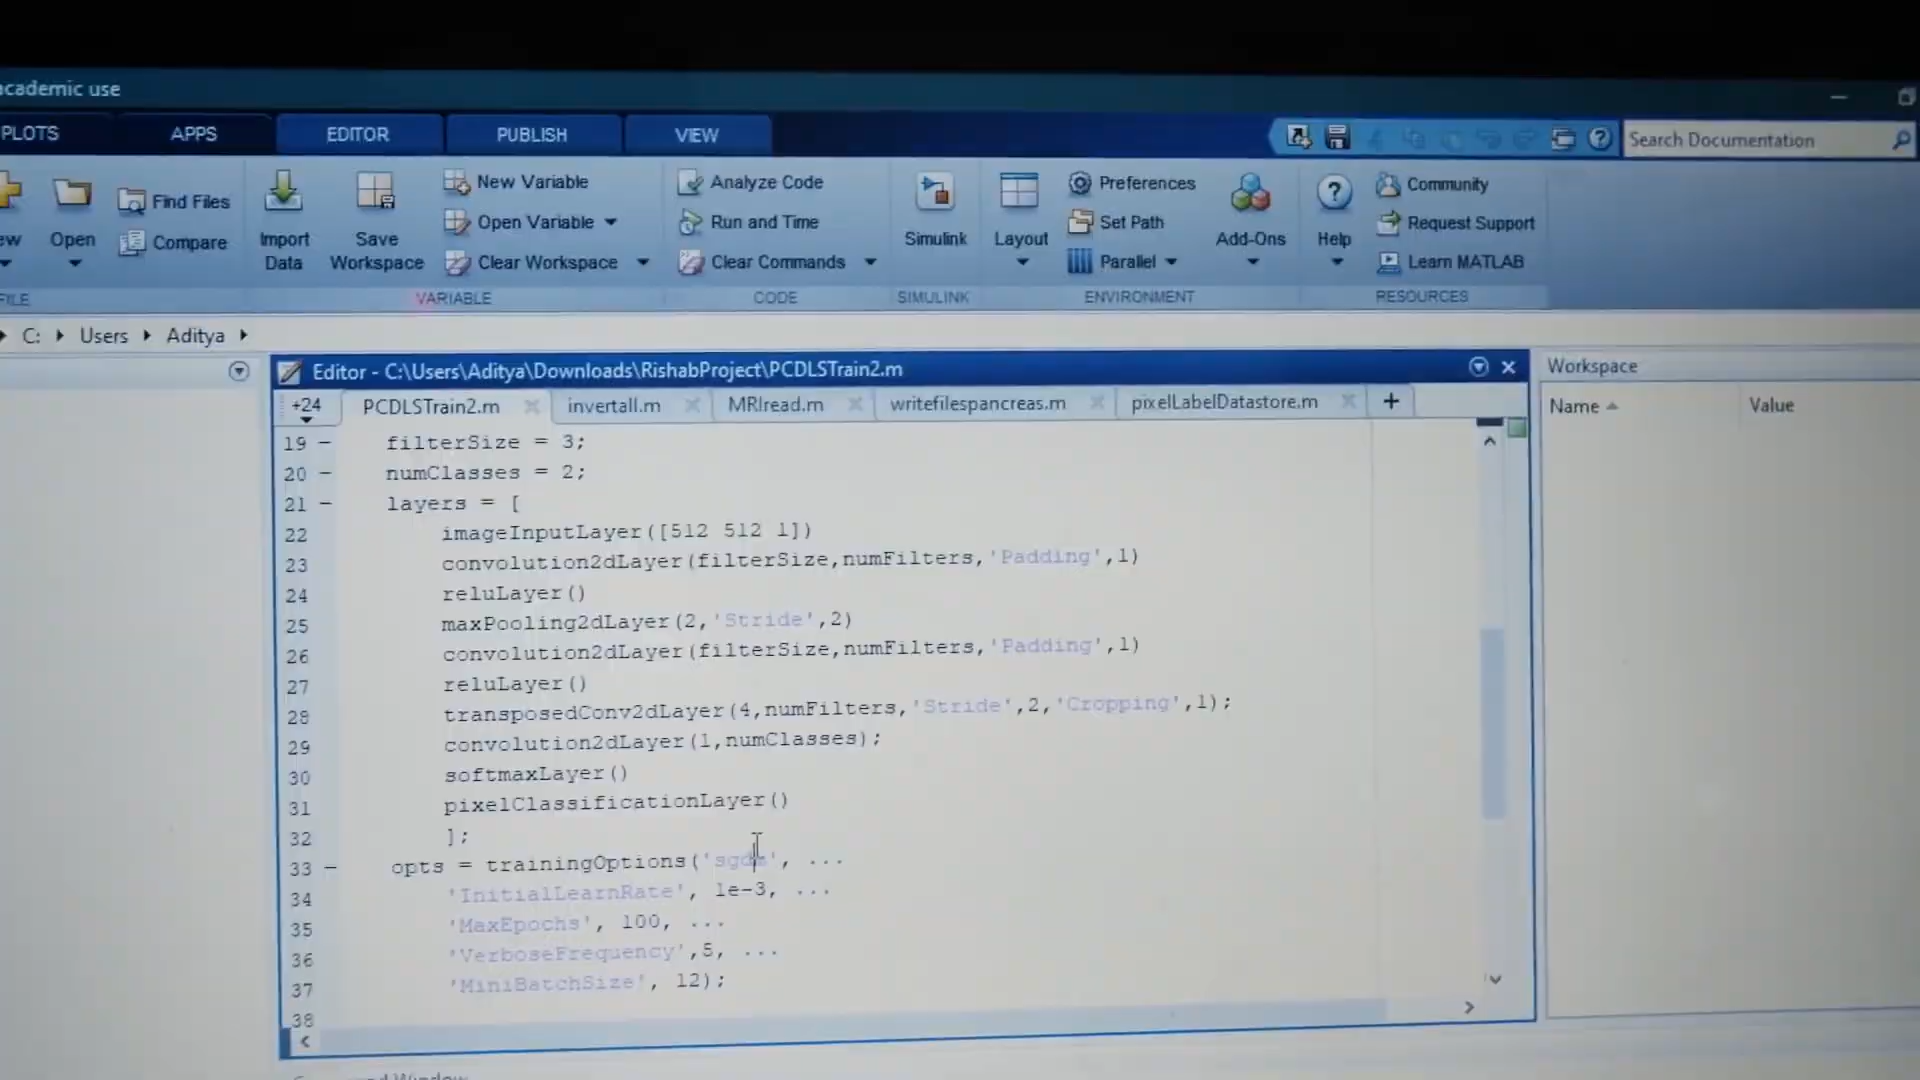 academic use
PLOTS APPS EDITOR PUBLISH VIEW
Search Documentation
Open
Find Files
Compare
Import Data
Save Workspace
New Variable
Open Variable
Clear Workspace
Analyze Code
Run and Time
Clear Commands
Simulink
Layout
Preferences
Set Path
Parallel
Add-Ons
Help
Community
Request Support
Learn MATLAB
FILE VARIABLE CODE SIMULINK ENVIRONMENT RESOURCES
C: Users Aditya
Editor - C:\Users\Aditya\Downloads\RishabProject\PCDLSTrain2.m
+24 PCDLSTrain2.m invertall.m MRIread.m writefilespancreas.m pixelLabelDatastore.m +
19 - filterSize = 3;
20 - numClasses = 2;
21 - layers = [
22 imageInputLayer([512 512 1])
23 convolution2dLayer(filterSize,numFilters,'Padding',1)
24 reluLayer()
25 maxPooling2dLayer(2,'Stride',2)
26 convolution2dLayer(filterSize,numFilters,'Padding',1)
27 reluLayer()
28 transposedConv2dLayer(4,numFilters,'Stride',2,'Cropping',1);
29 convolution2dLayer(1,numClasses);
30 softmaxLayer()
31 pixelClassificationLayer()
32 ];
33 - opts = trainingOptions('sgdm', ...
34 'InitialLearnRate', 1e-3, ...
35 'MaxEpochs', 100, ...
36 'VerboseFrequency',5, ...
37 'MiniBatchSize', 12);
38
Workspace
Name Value